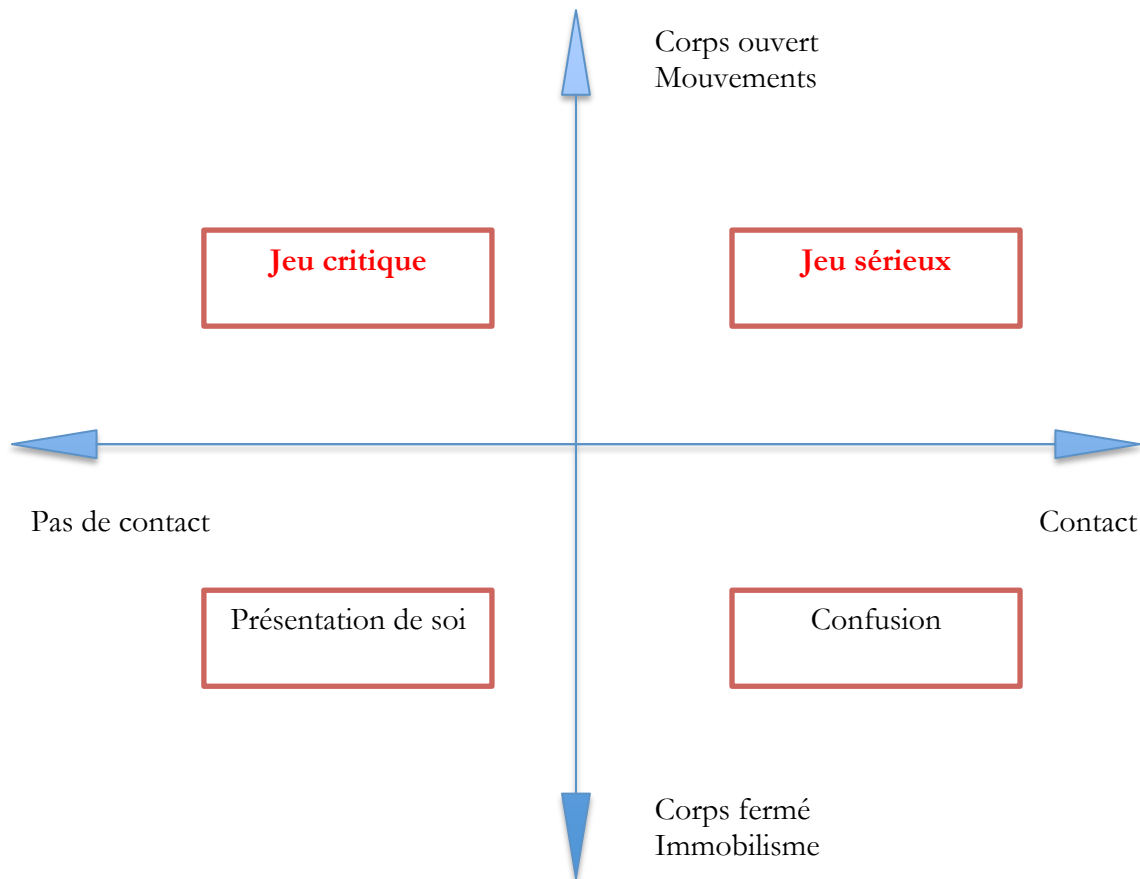 Corps ouvert
Mouvements
Jeu critique
Jeu sérieux
Pas de contact
Contact
Présentation de soi
Confusion
Corps fermé
Immobilisme